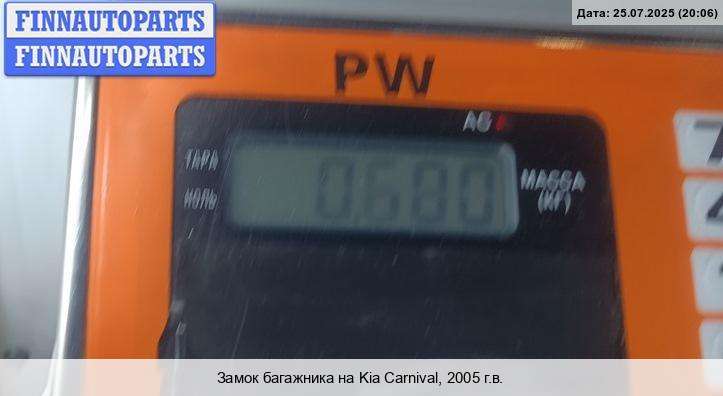 FINNAUTOPARTS
FINNAUTOPARTS
Дата: 25.07.2025 (20:06)
PW
ТАРА
НОЛЬ
0.680
МАССА
(КГ)
7
Замок багажника на Kia Carnival, 2005 г.в.